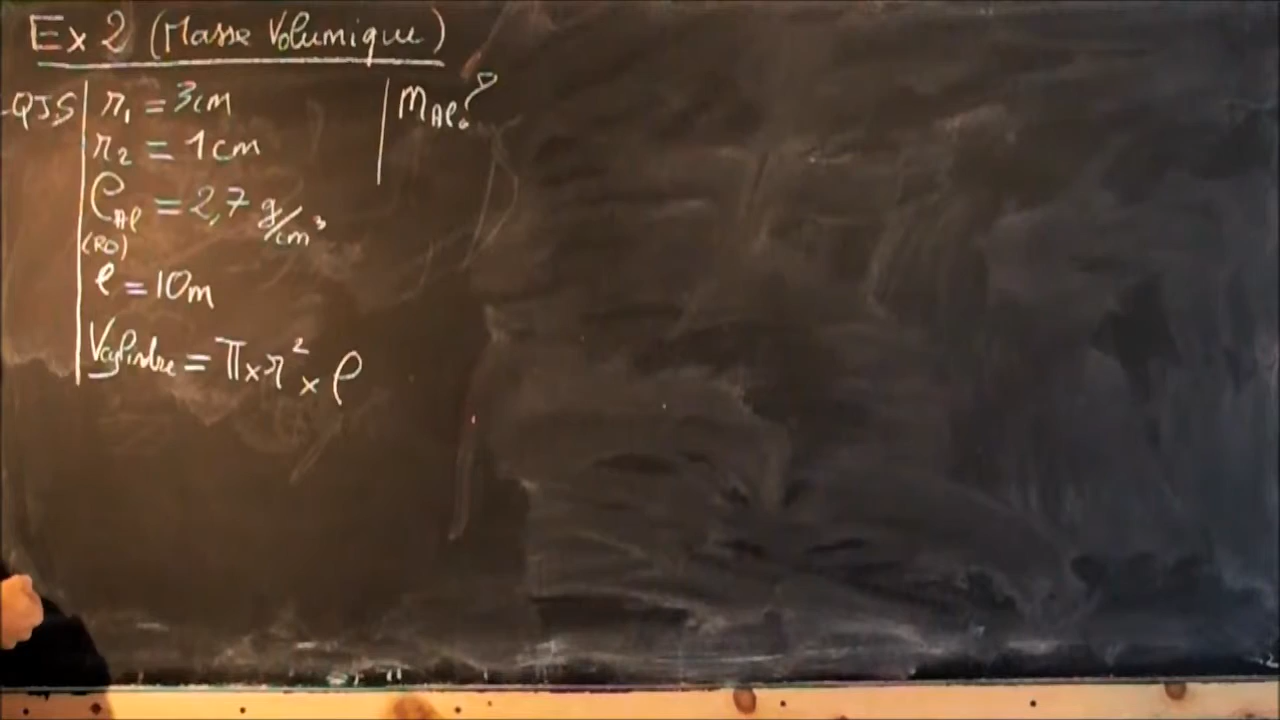 Ex 2 (Masse Volumique)
QJS
r₁ = 3cm
r₂ = 1cm
ρAl = 2,7 g/cm³
(RO)
l = 10m
Vcylindre = π × r² × l
mAl ?